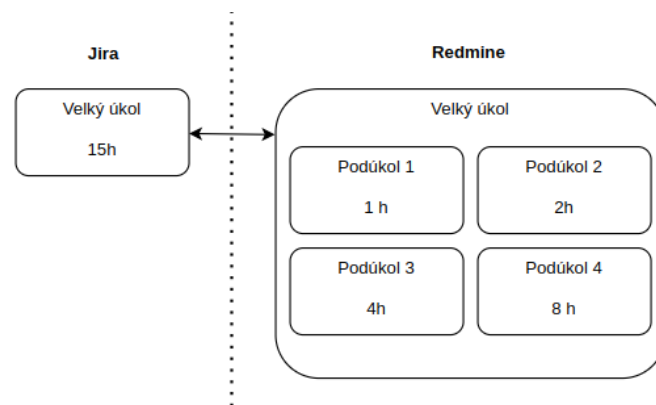 Jira
Redmine
Velký úkol
15h
Velký úkol
Podúkol 1
1 h
Podúkol 2
2h
Podúkol 3
4h
Podúkol 4
8 h